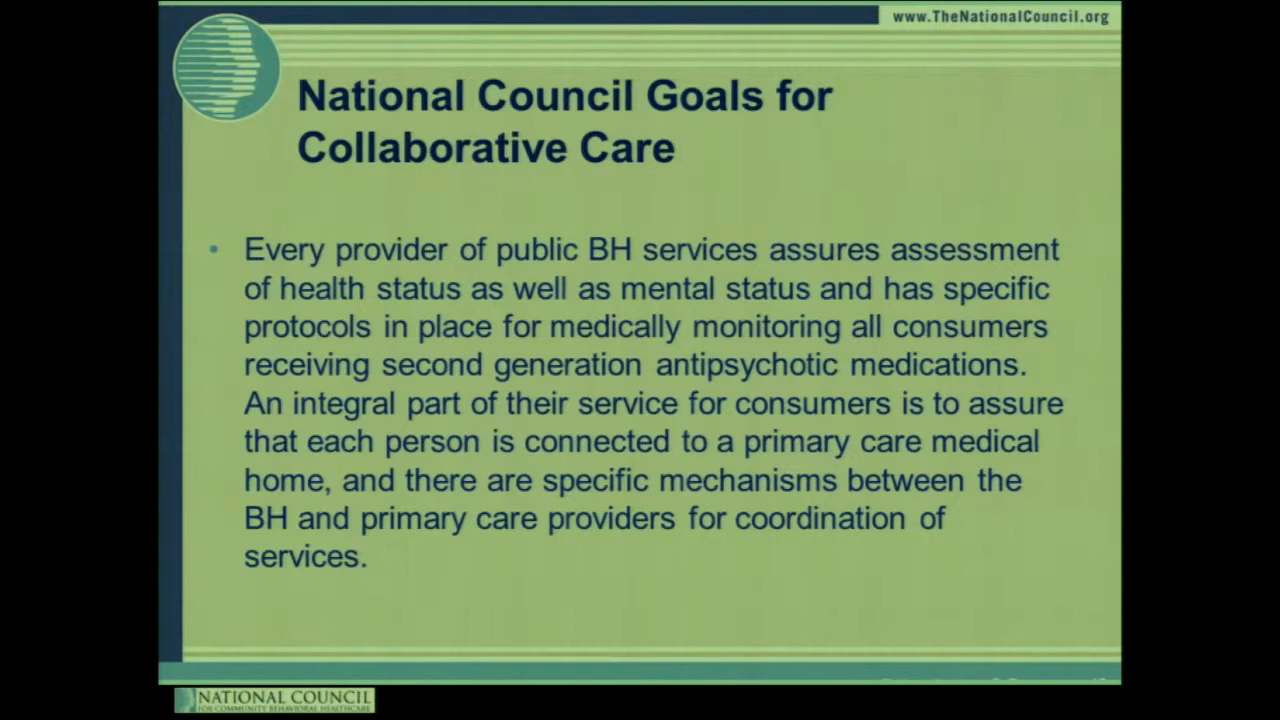 www.TheNationalCouncil.org
National Council Goals for
Collaborative Care
• Every provider of public BH services assures assessment
of health status as well as mental status and has specific
protocols in place for medically monitoring all consumers
receiving second generation antipsychotic medications.
An integral part of their service for consumers is to assure
that each person is connected to a primary care medical
home, and there are specific mechanisms between the
BH and primary care providers for coordination of
services.
NATIONAL COUNCIL
FOR COMMUNITY BEHAVIORAL HEALTHCARE